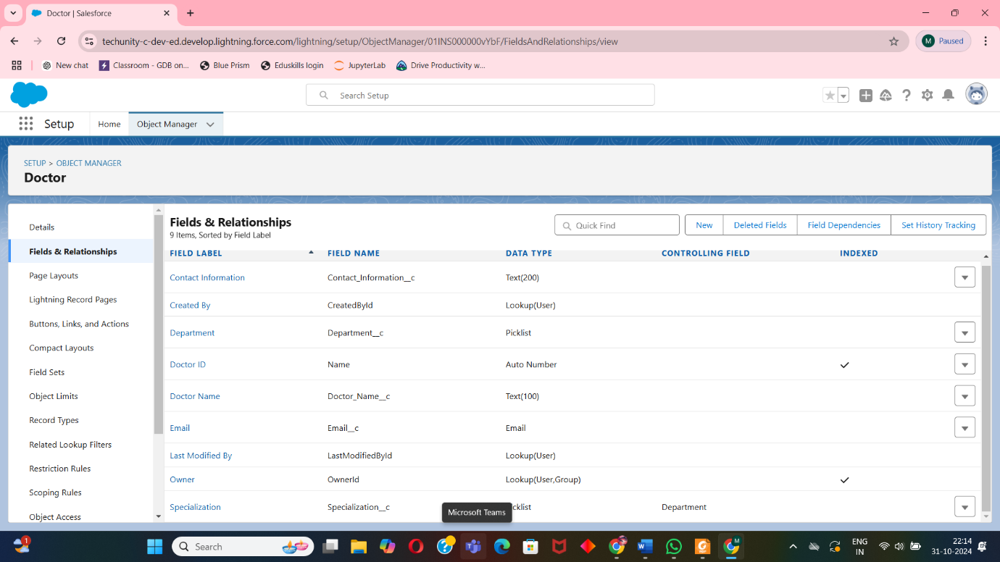 Doctor | Salesforce
techunity-c-dev-ed.develop.lightning.force.com/lightning/setup/ObjectManager/01INS000000vYbF/FieldsAndRelationships/view
M Paused
New chat Classroom - GDB on... Blue Prism Eduskills login JupyterLab Drive Productivity w...
Search Setup
Setup Home Object Manager
SETUP > OBJECT MANAGER
Doctor
Details
Fields & Relationships
Page Layouts
Lightning Record Pages
Buttons, Links, and Actions
Compact Layouts
Field Sets
Object Limits
Record Types
Related Lookup Filters
Restriction Rules
Scoping Rules
Object Access
Fields & Relationships
9 Items, Sorted by Field Label
Quick Find New Deleted Fields Field Dependencies Set History Tracking
FIELD LABEL FIELD NAME DATA TYPE CONTROLLING FIELD INDEXED
Contact Information Contact_Information__c Text(200)
Created By CreatedById Lookup(User)
Department Department__c Picklist
Doctor ID Name Auto Number
Doctor Name Doctor_Name__c Text(100)
Email Email__c Email
Last Modified By LastModifiedById Lookup(User)
Owner OwnerId Lookup(User,Group)
Specialization Specialization__c cklist Department
Microsoft Teams
1
Search
M
ENG
IN
22:14
31-10-2024